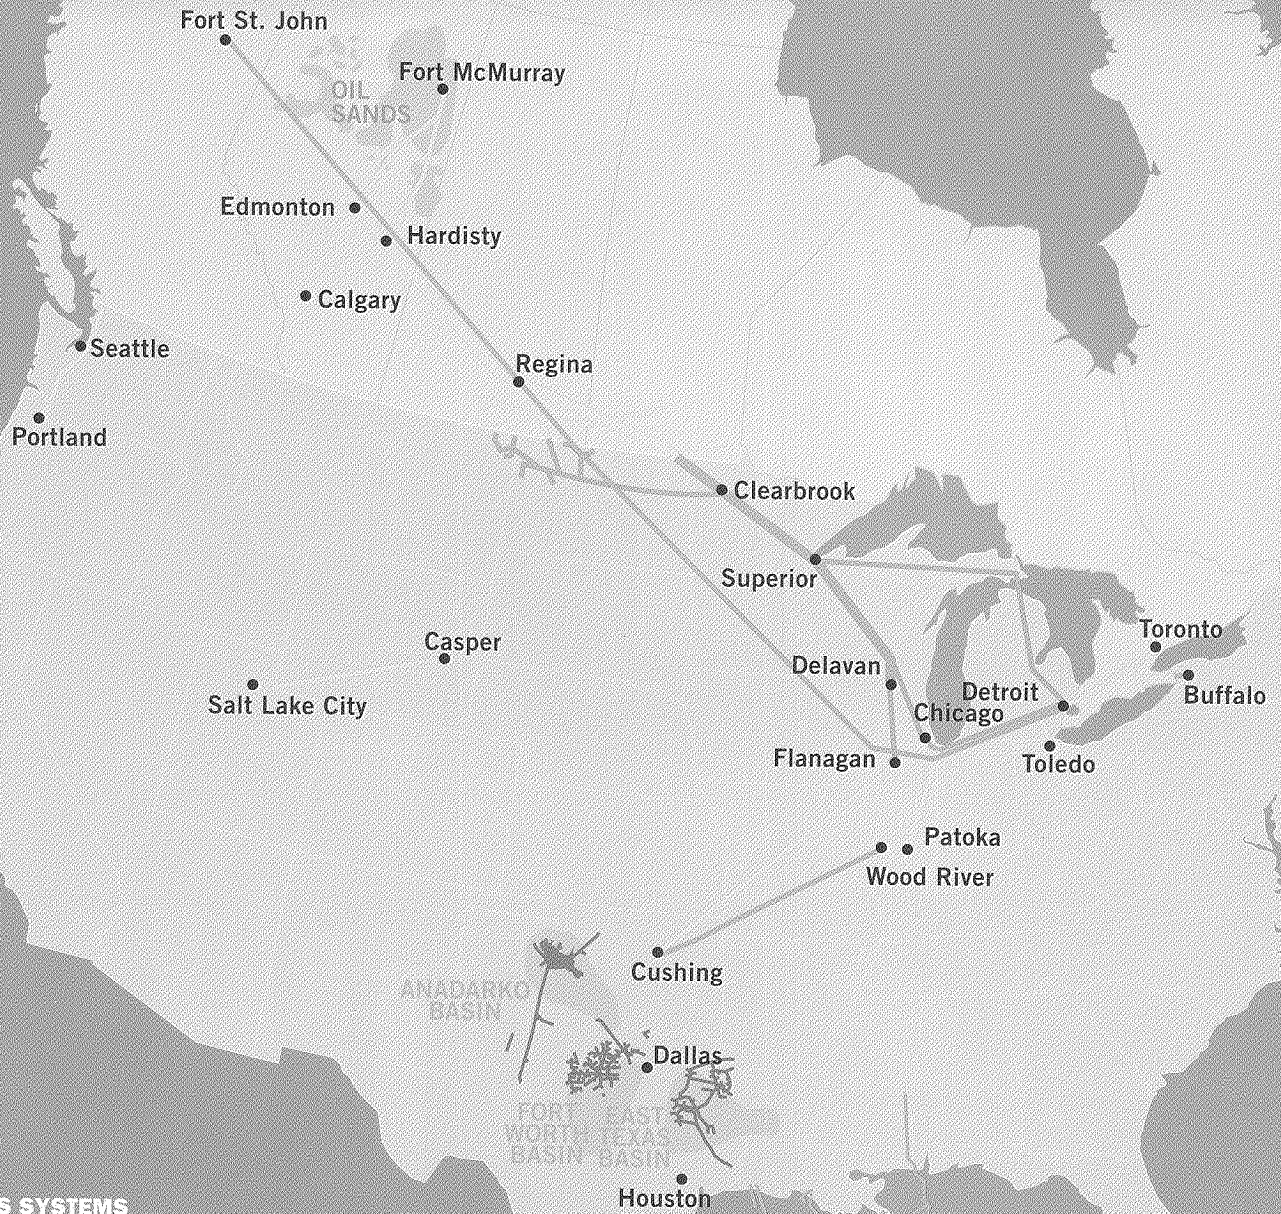 Fort St. John
Fort McMurray
OIL
SANDS
Edmonton
Hardisty
Calgary
Seattle
Regina
Portland
Clearbrook
Superior
Toronto
Casper
Delavan
Detroit
Buffalo
Salt Lake City
Chicago
Flanagan
Toledo
Patoka
Wood River
Cushing
ANADARKO
BASIN
Dallas
FORT
WORTH
BASIN
EAST
TEXAS
BASIN
Houston
S SYSTEMS